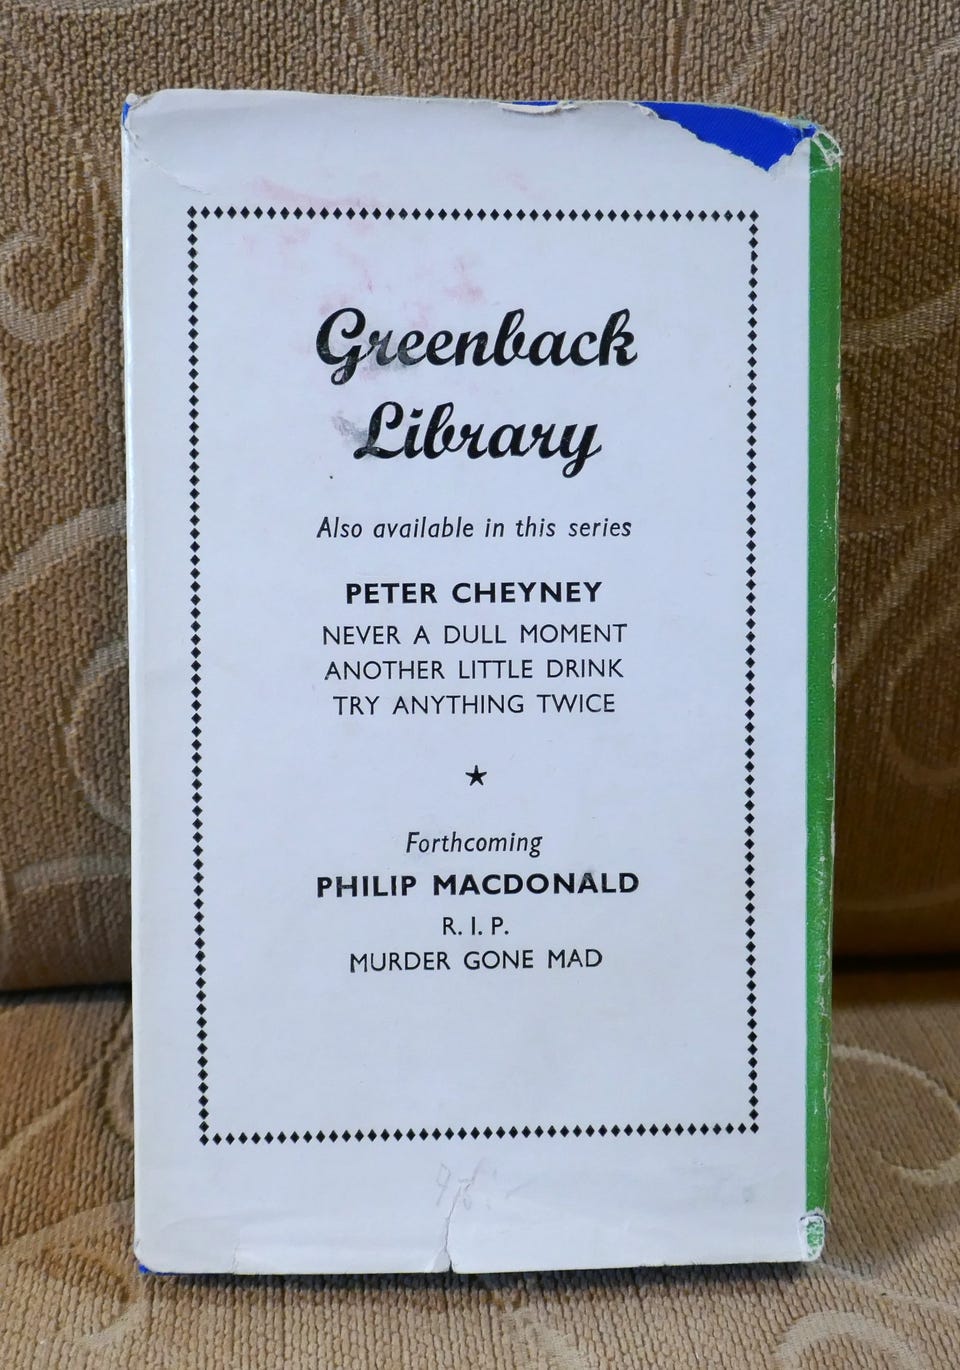 Greenback
Library
Also available in this series
PETER CHEYNEY
NEVER A DULL MOMENT
ANOTHER LITTLE DRINK
TRY ANYTHING TWICE
Forthcoming
PHILIP MACDONALD
R. I. P.
MURDER GONE MAD